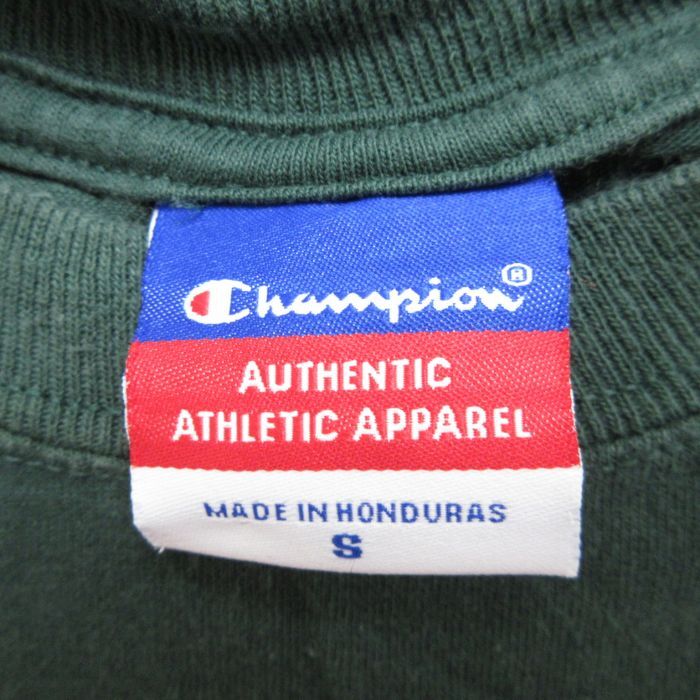 Champion®
AUTHENTIC
ATHLETIC APPAREL
MADE IN HONDURAS
S